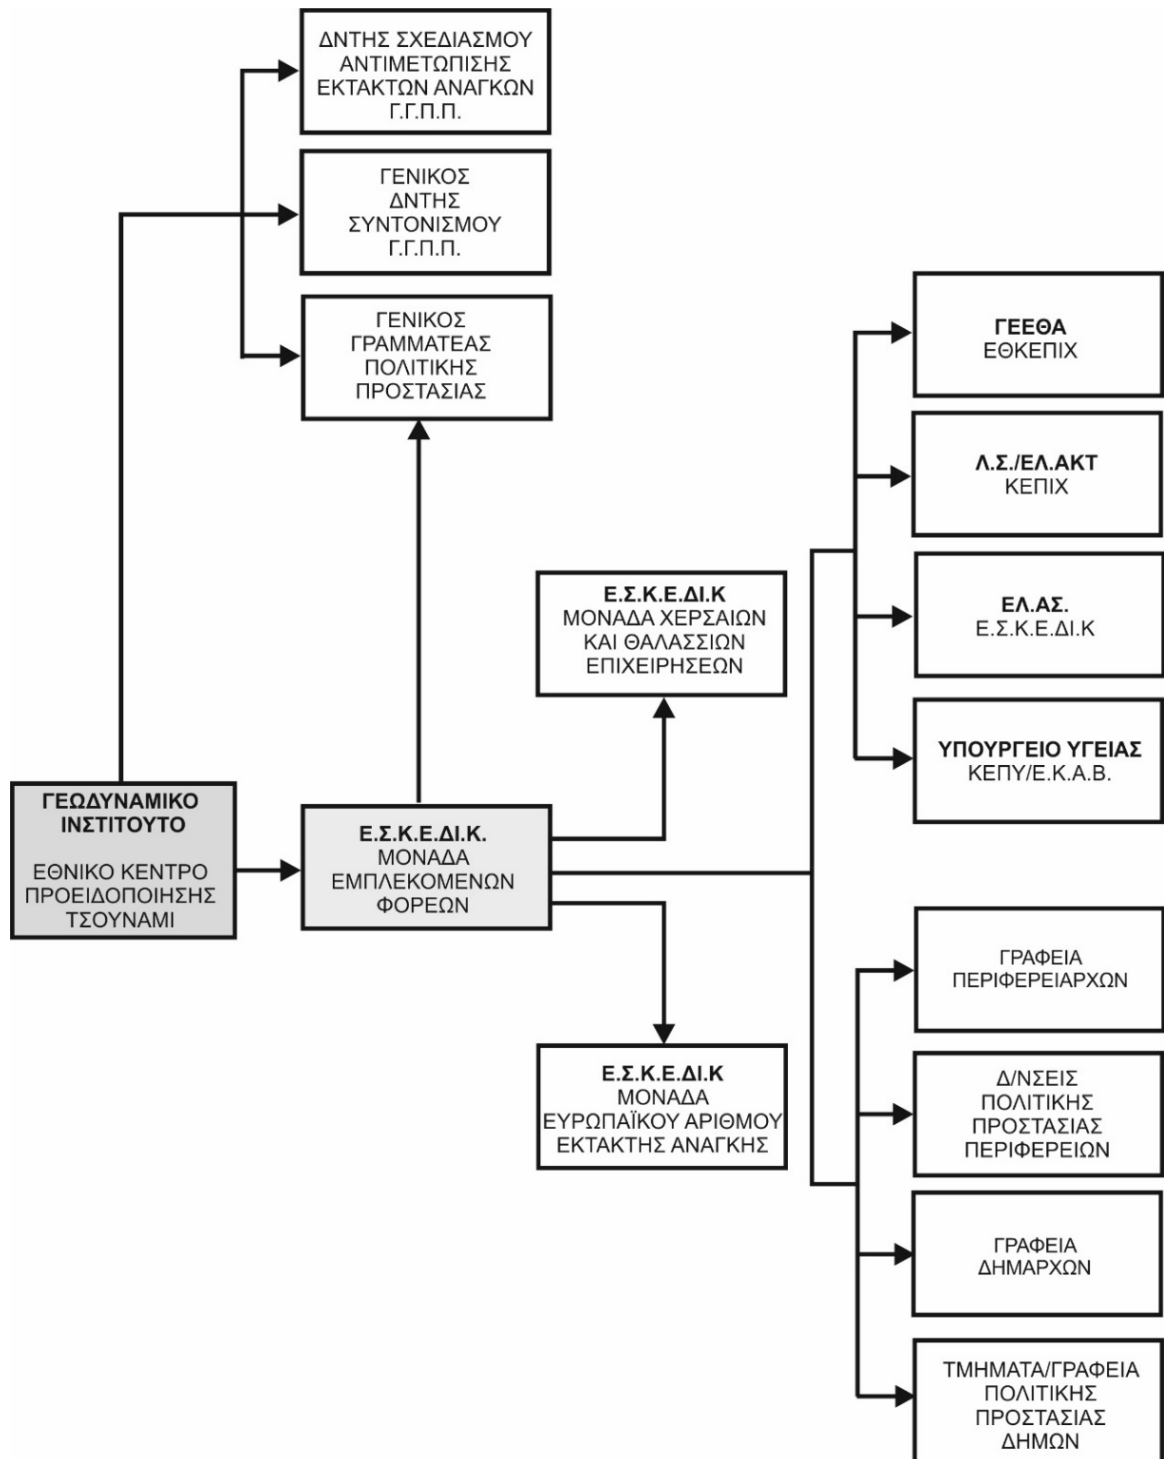 ΔΝΤΗΣ ΣΧΕΔΙΑΣΜΟΥ
ΑΝΤΙΜΕΤΩΠΙΣΗΣ
ΕΚΤΑΚΤΩΝ ΑΝΑΓΚΩΝ
Γ.Γ.Π.Π.
ΓΕΝΙΚΟΣ
ΔΝΤΗΣ
ΣΥΝΤΟΝΙΣΜΟΥ
Γ.Γ.Π.Π.
ΓΕΝΙΚΟΣ
ΓΡΑΜΜΑΤΕΑΣ
ΠΟΛΙΤΙΚΗΣ
ΠΡΟΣΤΑΣΙΑΣ
ΓΕΩΔΥΝΑΜΙΚΟ
ΙΝΣΤΙΤΟΥΤΟ
ΕΘΝΙΚΟ ΚΕΝΤΡΟ
ΠΡΟΕΙΔΟΠΟΙΗΣΗΣ
ΤΣΟΥΝΑΜΙ
Ε.Σ.Κ.Ε.ΔΙ.Κ.
ΜΟΝΑΔΑ
ΕΜΠΛΕΚΟΜΕΝΩΝ
ΦΟΡΕΩΝ
Ε.Σ.Κ.Ε.ΔΙ.Κ
ΜΟΝΑΔΑ ΧΕΡΣΑΙΩΝ
ΚΑΙ ΘΑΛΑΣΣΙΩΝ
ΕΠΙΧΕΙΡΗΣΕΩΝ
Ε.Σ.Κ.Ε.ΔΙ.Κ
ΜΟΝΑΔΑ
ΕΥΡΩΠΑΪΚΟΥ ΑΡΙΘΜΟΥ
ΕΚΤΑΚΤΗΣ ΑΝΑΓΚΗΣ
ΓΕΕΘΑ
ΕΘΚΕΠΙΧ
Λ.Σ./ΕΛ.ΑΚΤ
ΚΕΠΙΧ
ΕΛ.ΑΣ.
Ε.Σ.Κ.Ε.ΔΙ.Κ
ΥΠΟΥΡΓΕΙΟ ΥΓΕΙΑΣ
ΚΕΠΥ/Ε.Κ.Α.Β.
ΓΡΑΦΕΙΑ
ΠΕΡΙΦΕΡΕΙΑΡΧΩΝ
Δ/ΝΣΕΙΣ
ΠΟΛΙΤΙΚΗΣ
ΠΡΟΣΤΑΣΙΑΣ
ΠΕΡΙΦΕΡΕΙΩΝ
ΓΡΑΦΕΙΑ
ΔΗΜΑΡΧΩΝ
ΤΜΗΜΑΤΑ/ΓΡΑΦΕΙΑ
ΠΟΛΙΤΙΚΗΣ
ΠΡΟΣΤΑΣΙΑΣ
ΔΗΜΩΝ